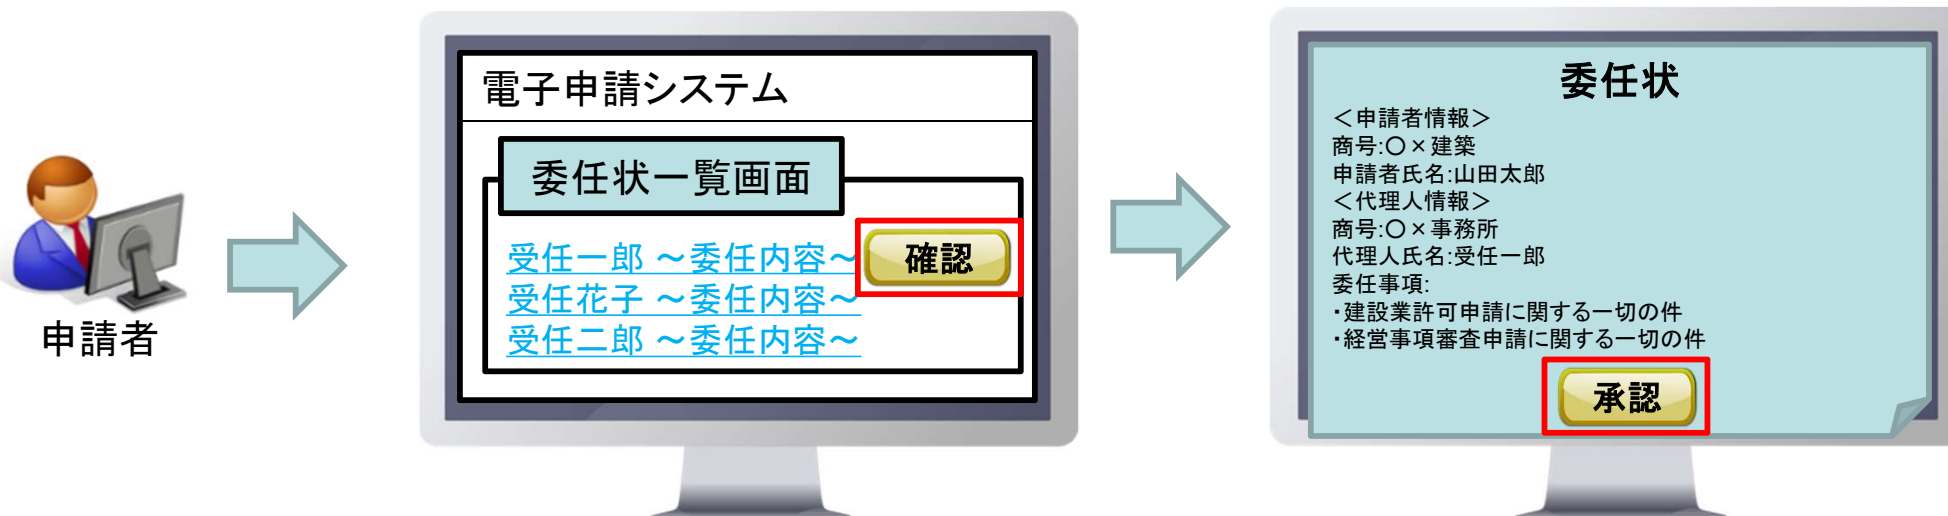 申請者
電子申請システム
委任状一覧画面
受任一郎 ～委任内容～
確認
受任花子 ～委任内容～
受任二郎 ～委任内容～
委任状
＜申請者情報＞
商号:○×建築
申請者氏名:山田太郎
＜代理人情報＞
商号:○×事務所
代理人氏名:受任一郎
委任事項:
・建設業許可申請に関する一切の件
・経営事項審査申請に関する一切の件
承認